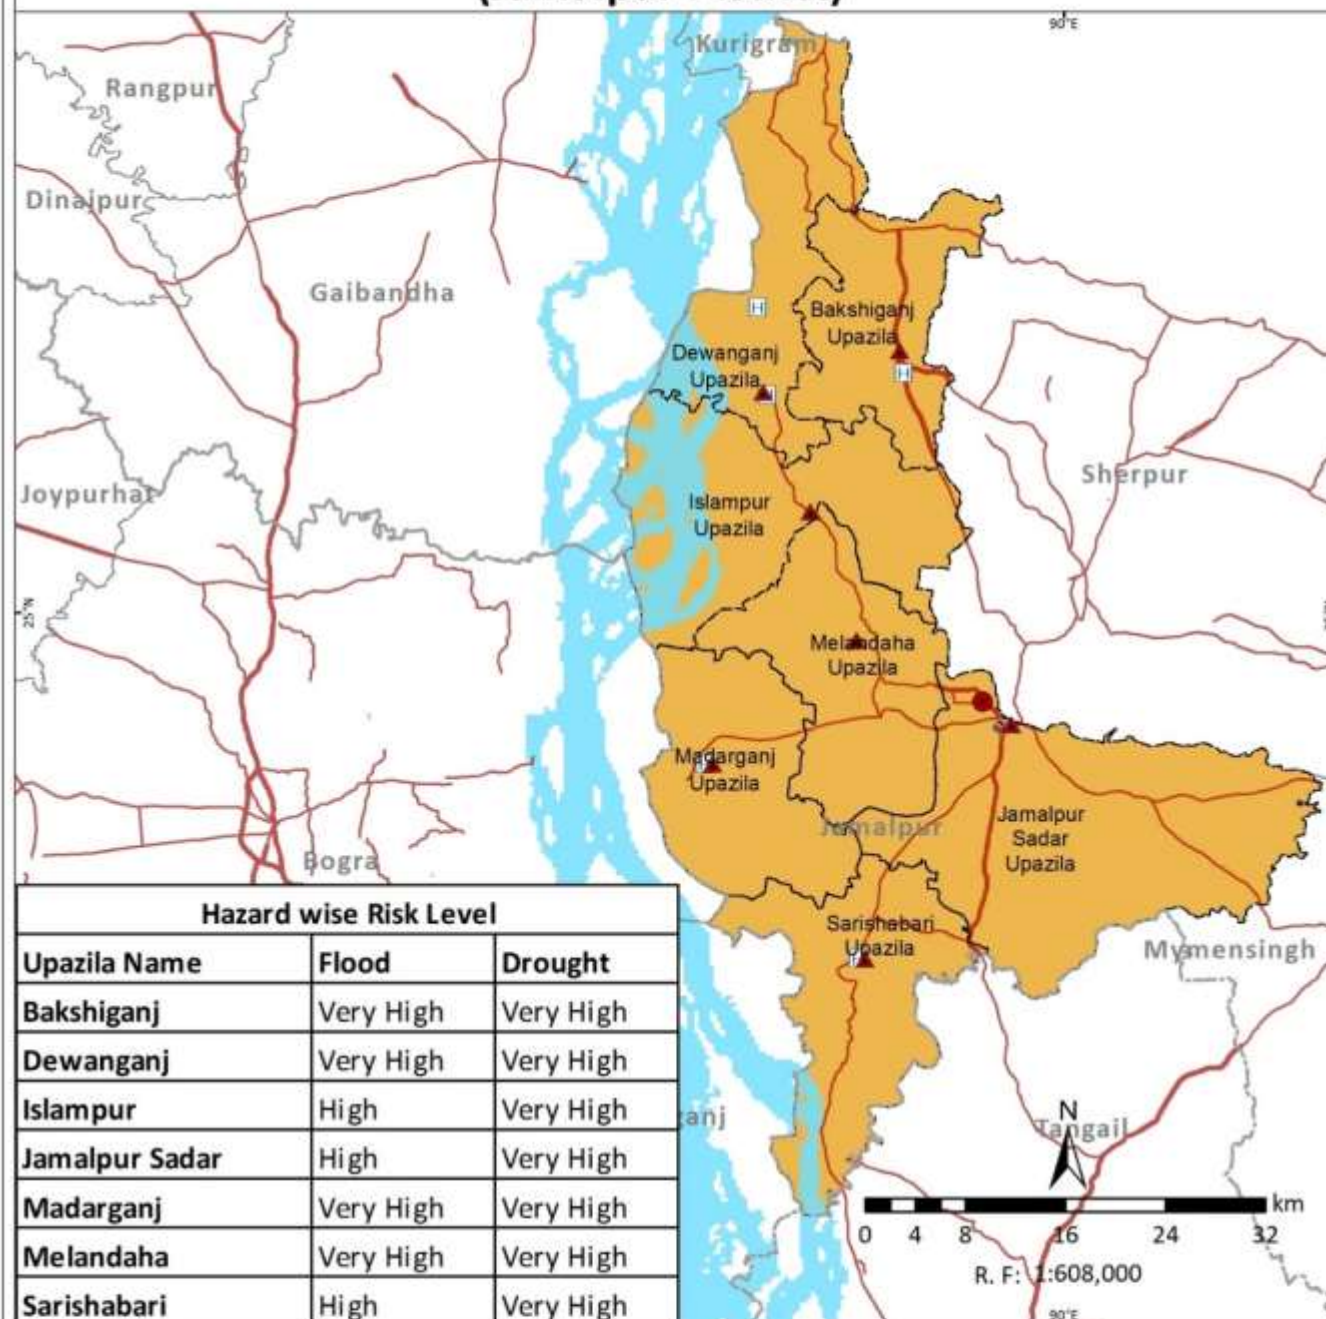 Kurigram
90°E
Rangpur
Dinajpur
Gaibandha
Bakshiganj
Upazila
H
Dewanganj
Upazila
H
Joypurhat
Sherpur
Islampur
Upazila
25°N
Melandaha
Upazila
Madarganj
Upazila
Jamalpur
Jamalpur
Sadar
Upazila
Bogra
Sarishabari
Upazila
Mymensingh
Hazard wise Risk Level
Upazila Name Flood Drought
Bakshiganj Very High Very High
Dewanganj Very High Very High
Islampur High Very High
Jamalpur Sadar High Very High
Madarganj Very High Very High
Melandaha Very High Very High
Sarishabari High Very High
ganj
N
Tangail
km
0 4 8 16 24 32
R. F: 1:608,000
90°E